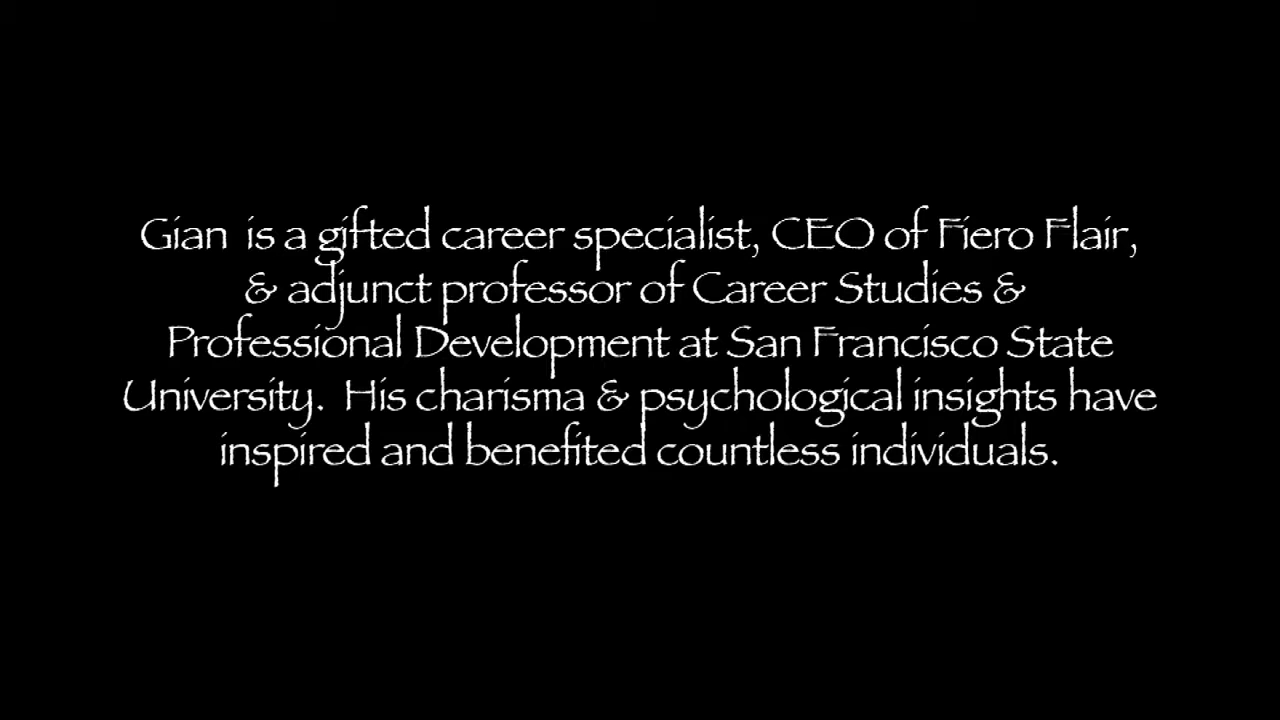 Gian is a gifted career specialist, CEO of Fiero Flair,
& adjunct professor of Career Studies &
Professional Development at San Francisco State
University. His charisma & psychological insights have
inspired and benefited countless individuals.